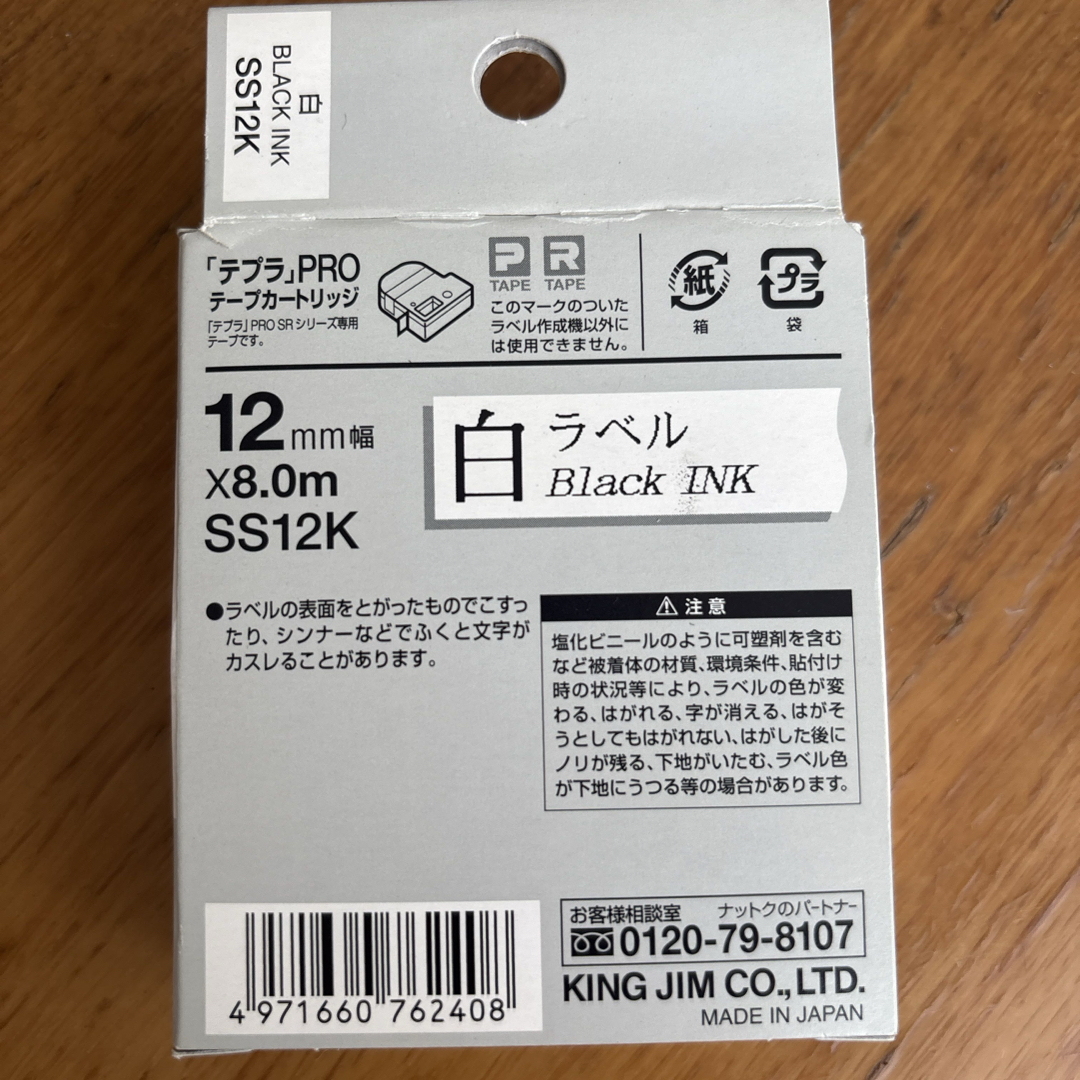 白
BLACK INK
SS12K
「テプラ」PRO
テープカートリッジ
「テプラ」PRO SRシリーズ専用
テープです。
P R
TAPE TAPE
このマークのついた
ラベル作成機以外に
は使用できません。
紙
箱
プラ
袋
12mm幅
X8.0m
SS12K
白 ラベル
Black INK
●ラベルの表面をとがったものでこすっ
たり、シンナーなどでふくと文字が
カスレることがあります。
⚠注意
塩化ビニールのように可塑剤を含む
など被着体の材質、環境条件、貼付け
時の状況等により、ラベルの色が変
わる、はがれる、字が消える、はがそ
うとしてもはがれない、はがした後に
ノリが残る、下地がいたむ、ラベル色
が下地にうつる等の場合があります。
4 971660 762408
お客様相談室 ナットクのパートナー
0120-79-8107
KING JIM CO.,LTD.
MADE IN JAPAN